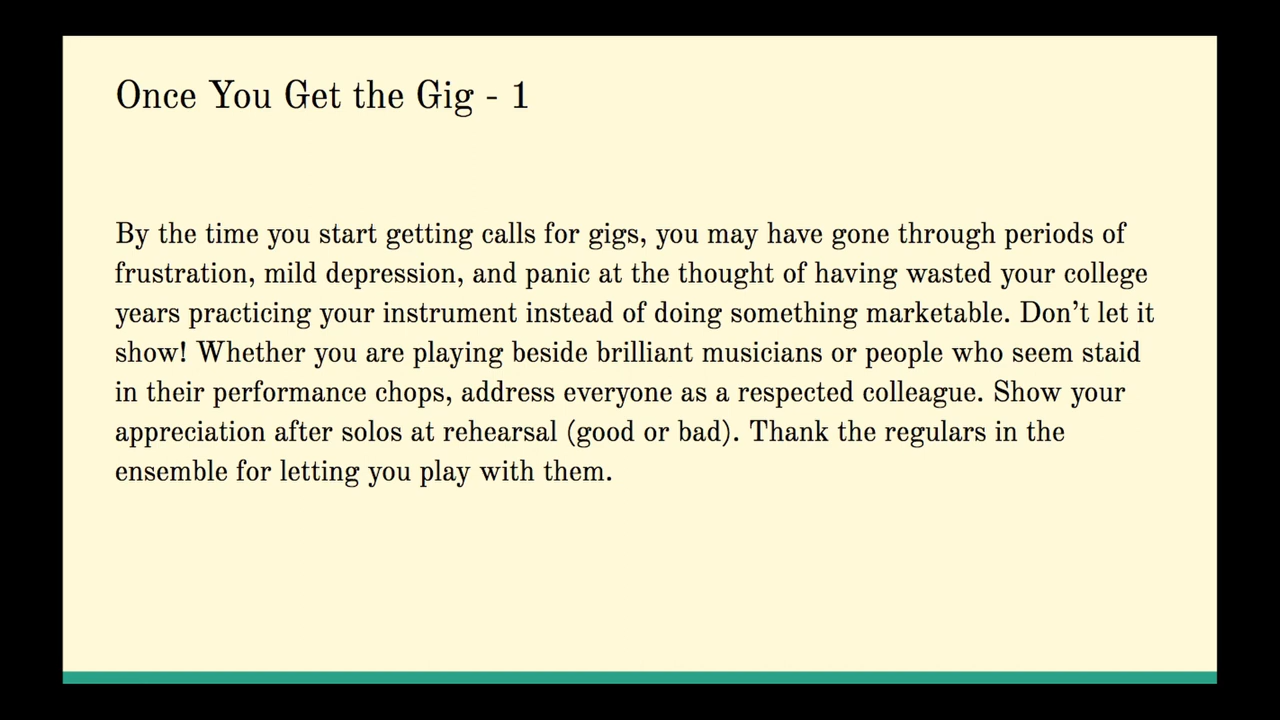 Once You Get the Gig - 1
By the time you start getting calls for gigs, you may have gone through periods of
frustration, mild depression, and panic at the thought of having wasted your college
years practicing your instrument instead of doing something marketable. Don’t let it
show! Whether you are playing beside brilliant musicians or people who seem staid
in their performance chops, address everyone as a respected colleague. Show your
appreciation after solos at rehearsal (good or bad). Thank the regulars in the
ensemble for letting you play with them.